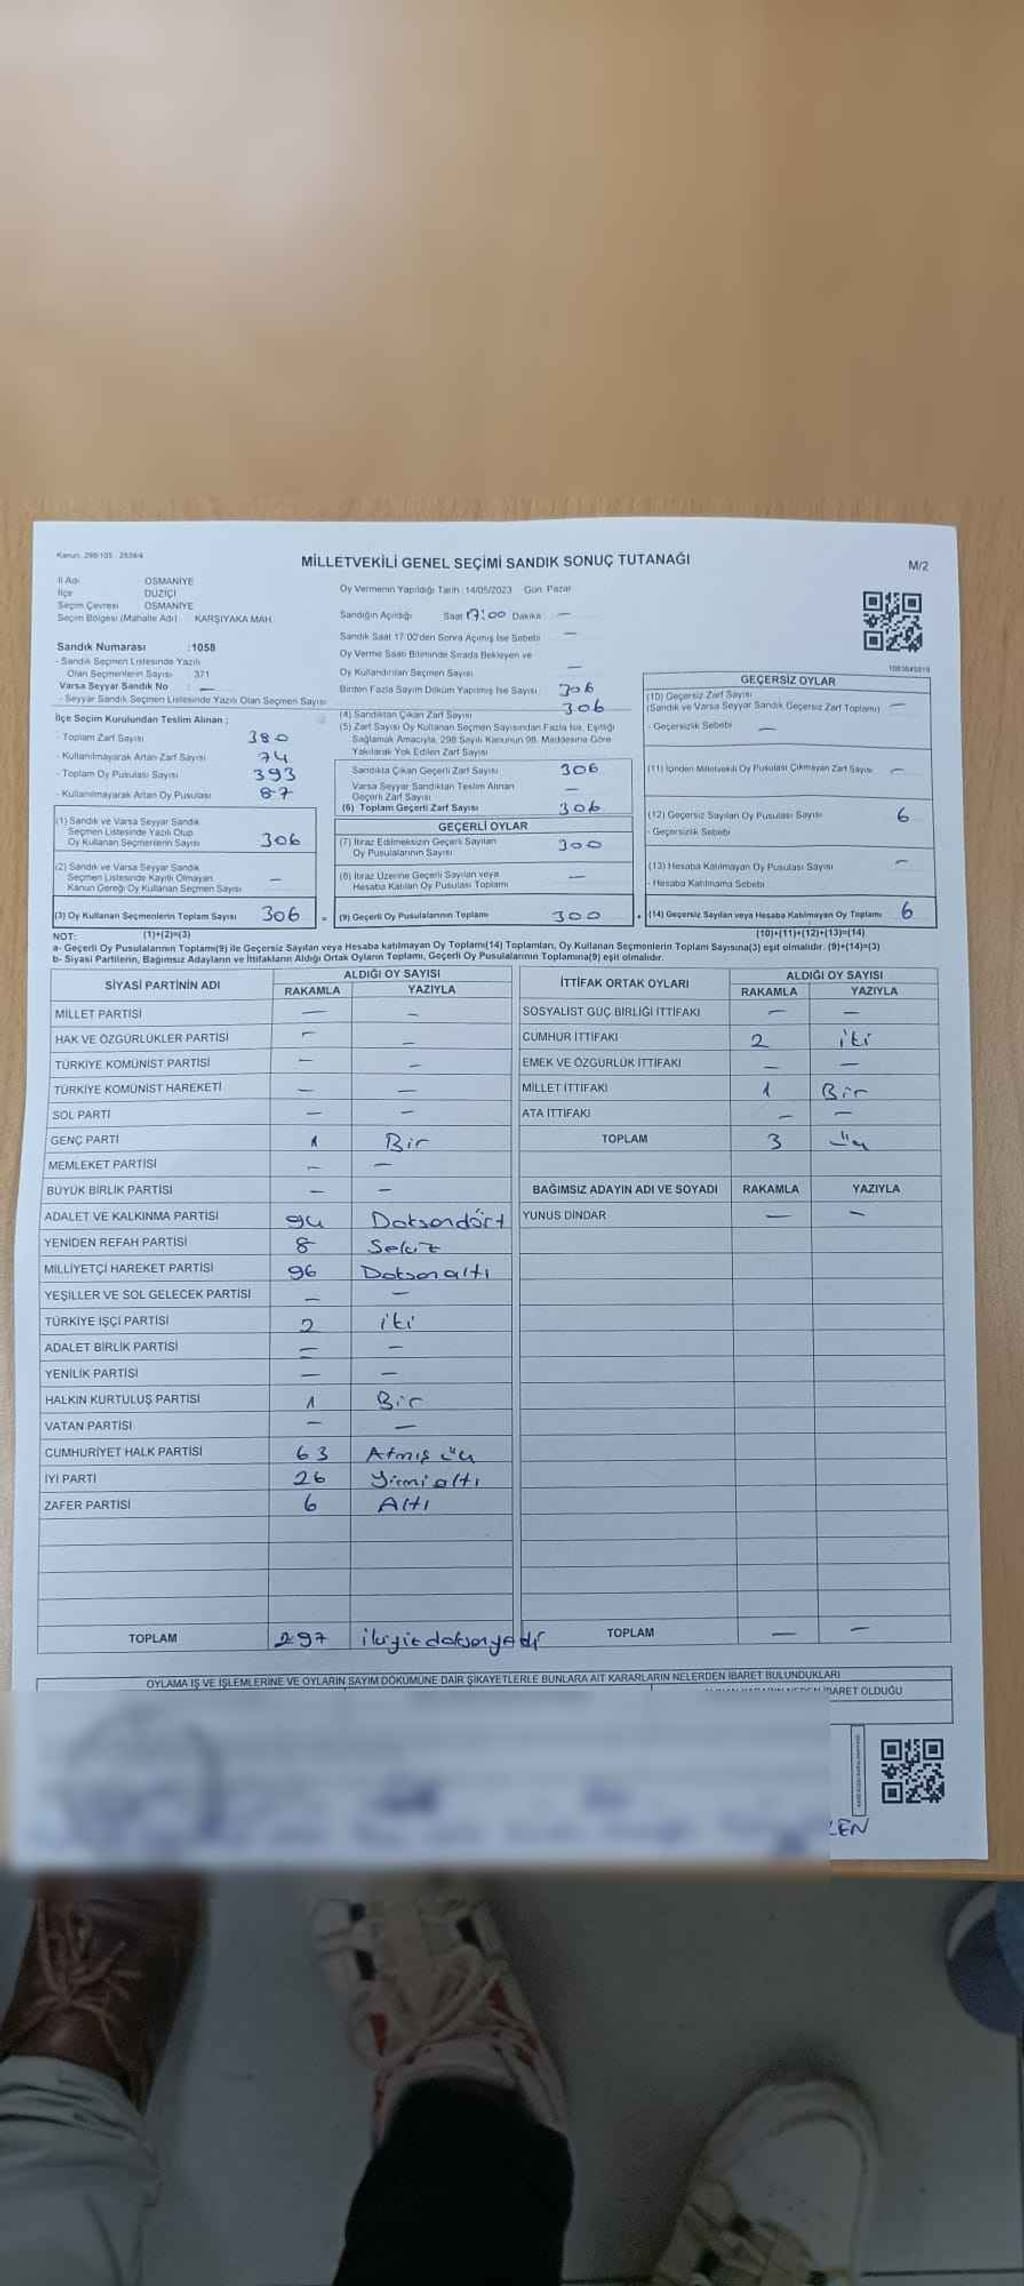 Kanun: 298/105 - 2839/4
MİLLETVEKİLİ GENEL SEÇİMİ SANDIK SONUÇ TUTANAĞI
M/2
İl Adı OSMANİYE
İlçe DÜZİÇİ
Seçim Çevresi OSMANİYE
Seçim Bölgesi (Mahalle Adı) KARŞIYAKA MAH.
Sandık Numarası : 1058
- Sandık Seçmen Listesinde Yazılı
Olan Seçmenlerin Sayısı 371
Varsa Seyyar Sandık No : —
- Seyyar Sandık Seçmen Listesinde Yazılı Olan Seçmen Sayısı
İlçe Seçim Kurulundan Teslim Alınan ;
- Toplam Zarf Sayısı 380
- Kullanılmayarak Artan Zarf Sayısı 74
- Toplam Oy Pusulası Sayısı 393
- Kullanılmayarak Artan Oy Pusulası 87
(1) Sandık ve Varsa Seyyar Sandık
Seçmen Listesinde Yazılı Olup
Oy Kullanan Seçmenlerin Sayısı 306
(2) Sandık ve Varsa Seyyar Sandık
Seçmen Listesinde Kayıtlı Olmayan
Kanun Gereği Oy Kullanan Seçmen Sayısı —
(3) Oy Kullanan Seçmenlerin Toplam Sayısı 306
Oy Vermenin Yapıldığı Tarih :14/05/2023 Gün: Pazar
Sandığın Açıldığı Saat 17:00 Dakika —
Sandık Saat 17:00'den Sonra Açılmış İse Sebebi —
Oy Verme Saati Bitiminde Sırada Bekleyen ve
Oy Kullandırılan Seçmen Sayısı —
Birden Fazla Sayım Döküm Yapılmış İse Sayısı 306
(4) Sandıktan Çıkan Zarf Sayısı 306
(5) Zarf Sayısı Oy Kullanan Seçmen Sayısından Fazla İse, Eşitliği
Sağlamak Amacıyla, 298 Sayılı Kanunun 98. Maddesine Göre
Yakılarak Yok Edilen Zarf Sayısı
Sandıkta Çıkan Geçerli Zarf Sayısı 306
Varsa Seyyar Sandıktan Teslim Alınan
Geçerli Zarf Sayısı —
(6) Toplam Geçerli Zarf Sayısı 306
GEÇERLİ OYLAR
(7) İtiraz Edilmeksizin Geçerli Sayılan
Oy Pusulalarının Sayısı 300
(8) İtiraz Üzerine Geçerli Sayılan veya
Hesaba Katılan Oy Pusulası Toplamı —
= (9) Geçerli Oy Pusulalarının Toplamı 300
GEÇERSİZ OYLAR
(10) Geçersiz Zarf Sayısı
(Sandık ve Varsa Seyyar Sandık Geçersiz Zarf Toplamı) —
- Geçersizlik Sebebi —
(11) İçinden Milletvekili Oy Pusulası Çıkmayan Zarf Sayısı —
(12) Geçersiz Sayılan Oy Pusulası Sayısı 6
- Geçersizlik Sebebi
(13) Hesaba Katılmayan Oy Pusulası Sayısı —
- Hesaba Katılmama Sebebi
+ (14) Geçersiz Sayılan veya Hesaba Katılmayan Oy Toplamı 6
NOT: (1)+(2)=(3) (10)+(11)+(12)+(13)=(14)
a- Geçerli Oy Pusulalarının Toplamı(9) ile Geçersiz Sayılan veya Hesaba katılmayan Oy Toplamı(14) Toplamları, Oy Kullanan Seçmenlerin Toplam Sayısına(3) eşit olmalıdır. (9)+(14)=(3)
b- Siyasi Partilerin, Bağımsız Adayların ve İttifakların Aldığı Ortak Oyların Toplamı, Geçerli Oy Pusulalarının Toplamına(9) eşit olmalıdır.
SİYASİ PARTİNİN ADI ALDIĞI OY SAYISI
RAKAMLA YAZIYLA
MİLLET PARTİSİ — —
HAK VE ÖZGÜRLÜKLER PARTİSİ — —
TÜRKİYE KOMÜNİST PARTİSİ — —
TÜRKİYE KOMÜNİST HAREKETİ — —
SOL PARTİ — —
GENÇ PARTİ 1 Bir
MEMLEKET PARTİSİ — —
BÜYÜK BİRLİK PARTİSİ — —
ADALET VE KALKINMA PARTİSİ 94 Doksandört
YENİDEN REFAH PARTİSİ 8 Sekiz
MİLLİYETÇİ HAREKET PARTİSİ 96 Doksanaltı
YEŞİLLER VE SOL GELECEK PARTİSİ — —
TÜRKİYE İŞÇİ PARTİSİ 2 iki
ADALET BİRLİK PARTİSİ — —
YENİLİK PARTİSİ — —
HALKIN KURTULUŞ PARTİSİ 1 Bir
VATAN PARTİSİ — —
CUMHURİYET HALK PARTİSİ 63 Atmış üç
İYİ PARTİ 26 Yirmi altı
ZAFER PARTİSİ 6 Altı
TOPLAM 297 ikiyüzdoksanyedi
İTTİFAK ORTAK OYLARI ALDIĞI OY SAYISI
RAKAMLA YAZIYLA
SOSYALİST GÜÇ BİRLİĞİ İTTİFAKI — —
CUMHUR İTTİFAKI 2 iki
EMEK VE ÖZGÜRLÜK İTTİFAKI — —
MİLLET İTTİFAKI 1 Bir
ATA İTTİFAKI — —
TOPLAM 3 üç
BAĞIMSIZ ADAYIN ADI VE SOYADI RAKAMLA YAZIYLA
YUNUS DİNDAR — —
TOPLAM — —
OYLAMA İŞ VE İŞLEMLERİNE VE OYLARIN SAYIM DÖKÜMÜNE DAİR ŞİKAYETLERLE BUNLARA AİT KARARLARIN NELERDEN İBARET BULUNDUKLARI
İBARET OLDUĞU
LEN